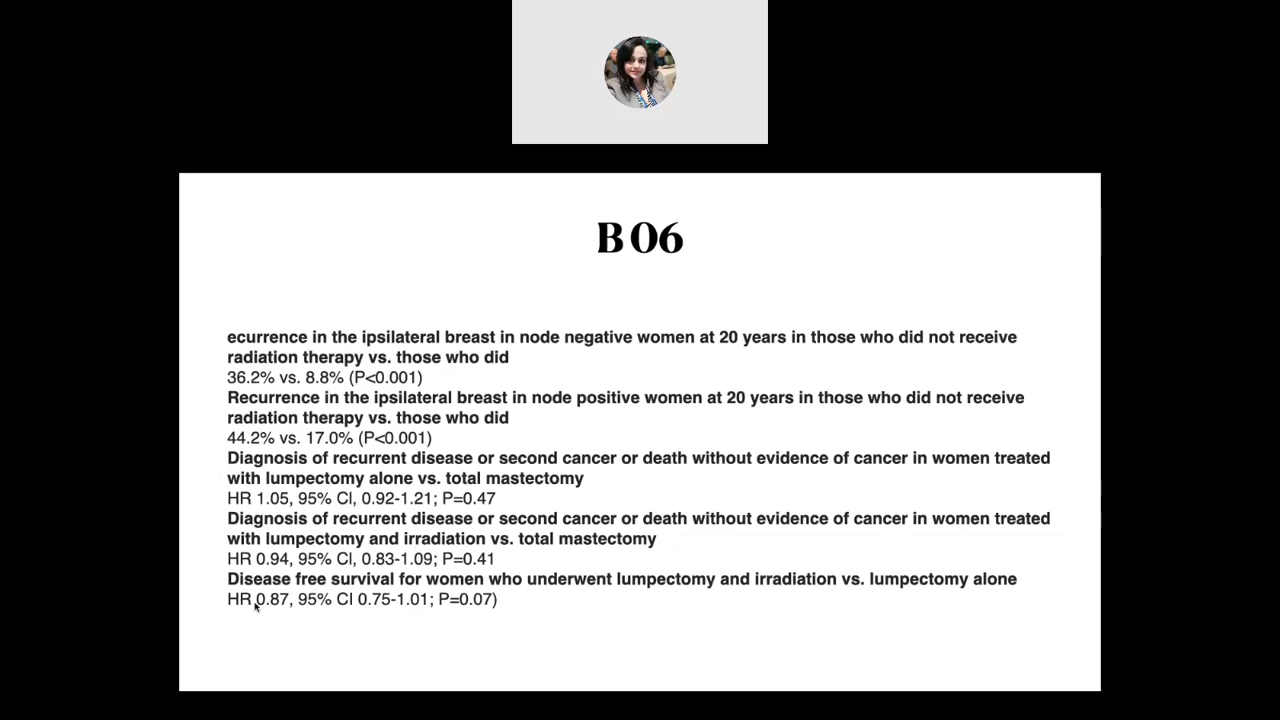 B 06
ecurrence in the ipsilateral breast in node negative women at 20 years in those who did not receive
radiation therapy vs. those who did
36.2% vs. 8.8% (P<0.001)
Recurrence in the ipsilateral breast in node positive women at 20 years in those who did not receive
radiation therapy vs. those who did
44.2% vs. 17.0% (P<0.001)
Diagnosis of recurrent disease or second cancer or death without evidence of cancer in women treated
with lumpectomy alone vs. total mastectomy
HR 1.05, 95% CI, 0.92-1.21; P=0.47
Diagnosis of recurrent disease or second cancer or death without evidence of cancer in women treated
with lumpectomy and irradiation vs. total mastectomy
HR 0.94, 95% CI, 0.83-1.09; P=0.41
Disease free survival for women who underwent lumpectomy and irradiation vs. lumpectomy alone
HR 0.87, 95% CI 0.75-1.01; P=0.07)